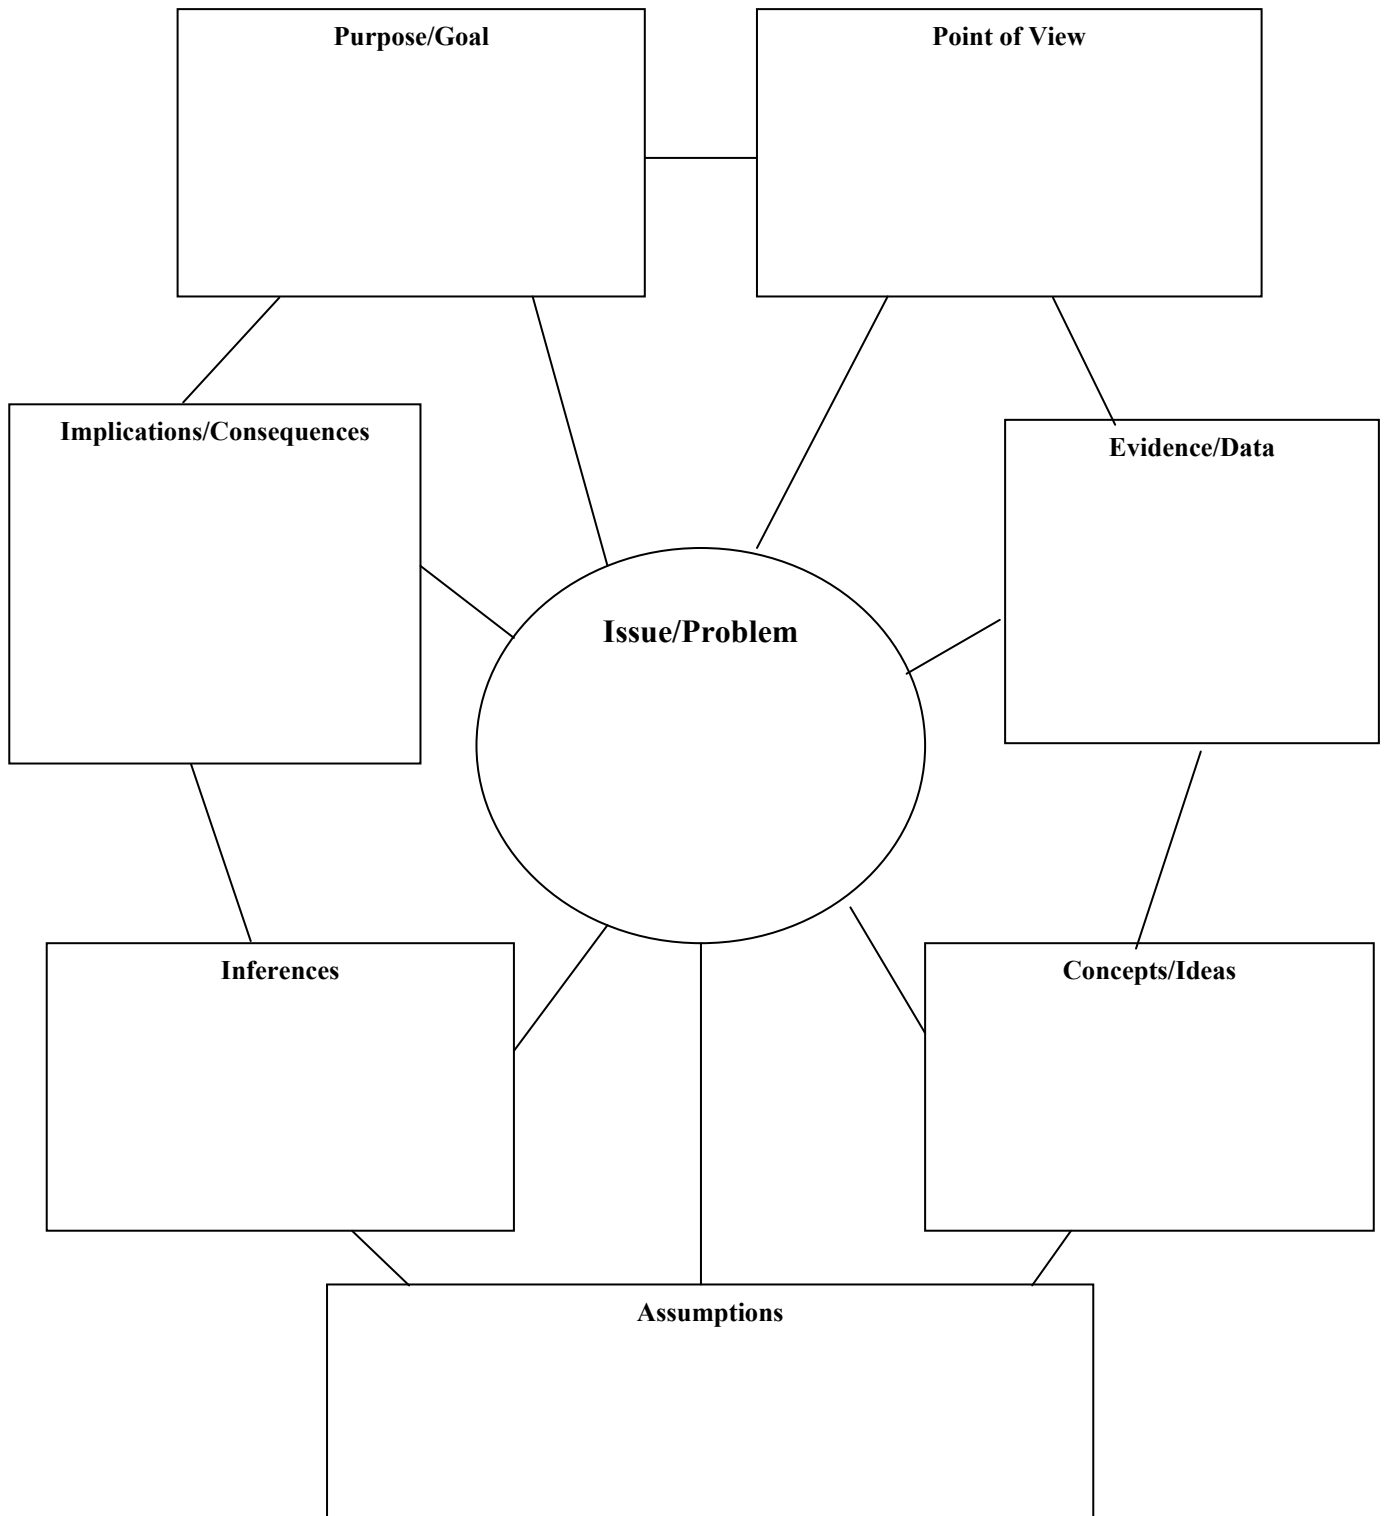 Purpose/Goal
Point of View
Implications/Consequences
Evidence/Data
Issue/Problem
Inferences
Concepts/Ideas
Assumptions